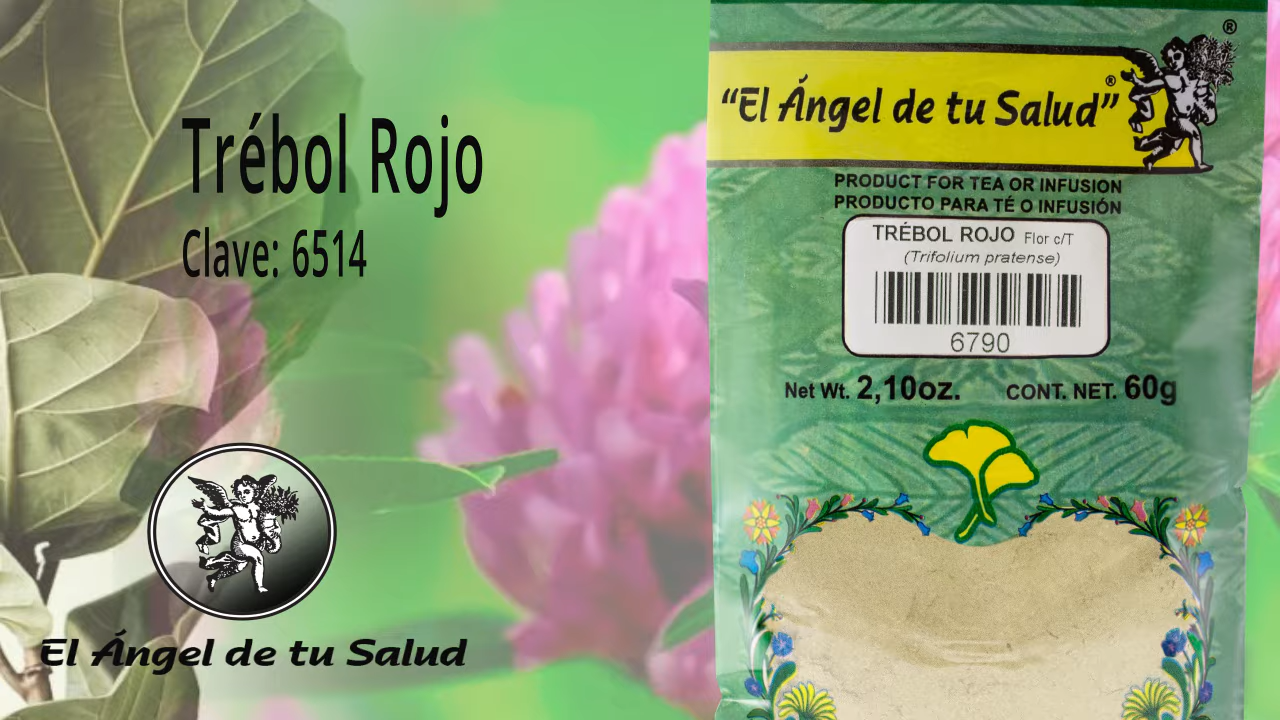 Trébol Rojo
Clave: 6514
El Ángel de tu Salud
®
"El Ángel de tu Salud"®
PRODUCT FOR TEA OR INFUSION
PRODUCTO PARA TÉ O INFUSIÓN
TRÉBOL ROJO Flor c/T
(Trifolium pratense)
6790
Net Wt. 2,10oz. CONT. NET. 60g